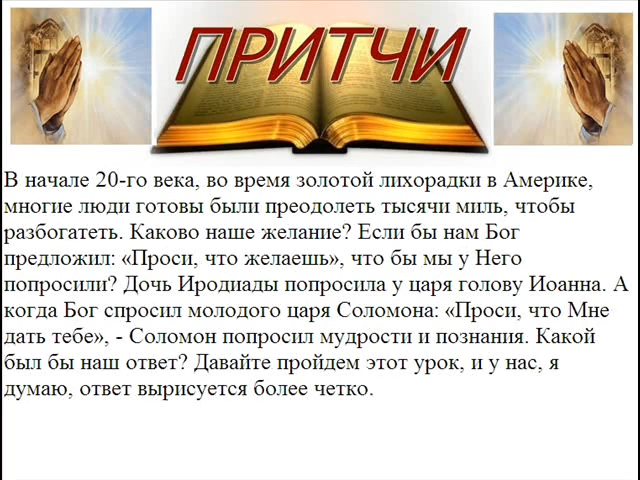 ПРИТЧИ
В начале 20-го века, во время золотой лихорадки в Америке,
многие люди готовы были преодолеть тысячи миль, чтобы
разбогатеть. Каково наше желание? Если бы нам Бог
предложил: «Проси, что желаешь», что бы мы у Него
попросили? Дочь Иродиады попросила у царя голову Иоанна. А
когда Бог спросил молодого царя Соломона: «Проси, что Мне
дать тебе», - Соломон попросил мудрости и познания. Какой
был бы наш ответ? Давайте пройдем этот урок, и у нас, я
думаю, ответ вырисуется более четко.